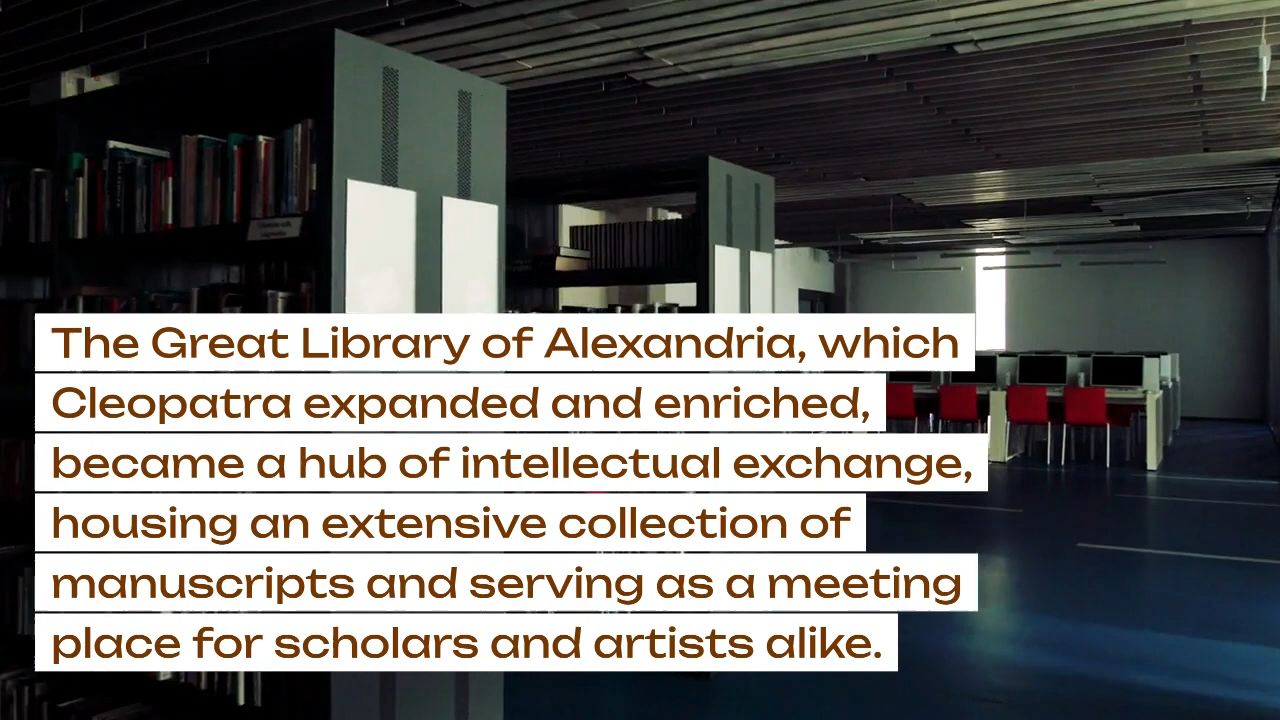 The Great Library of Alexandria, which
Cleopatra expanded and enriched,
became a hub of intellectual exchange,
housing an extensive collection of
manuscripts and serving as a meeting
place for scholars and artists alike.